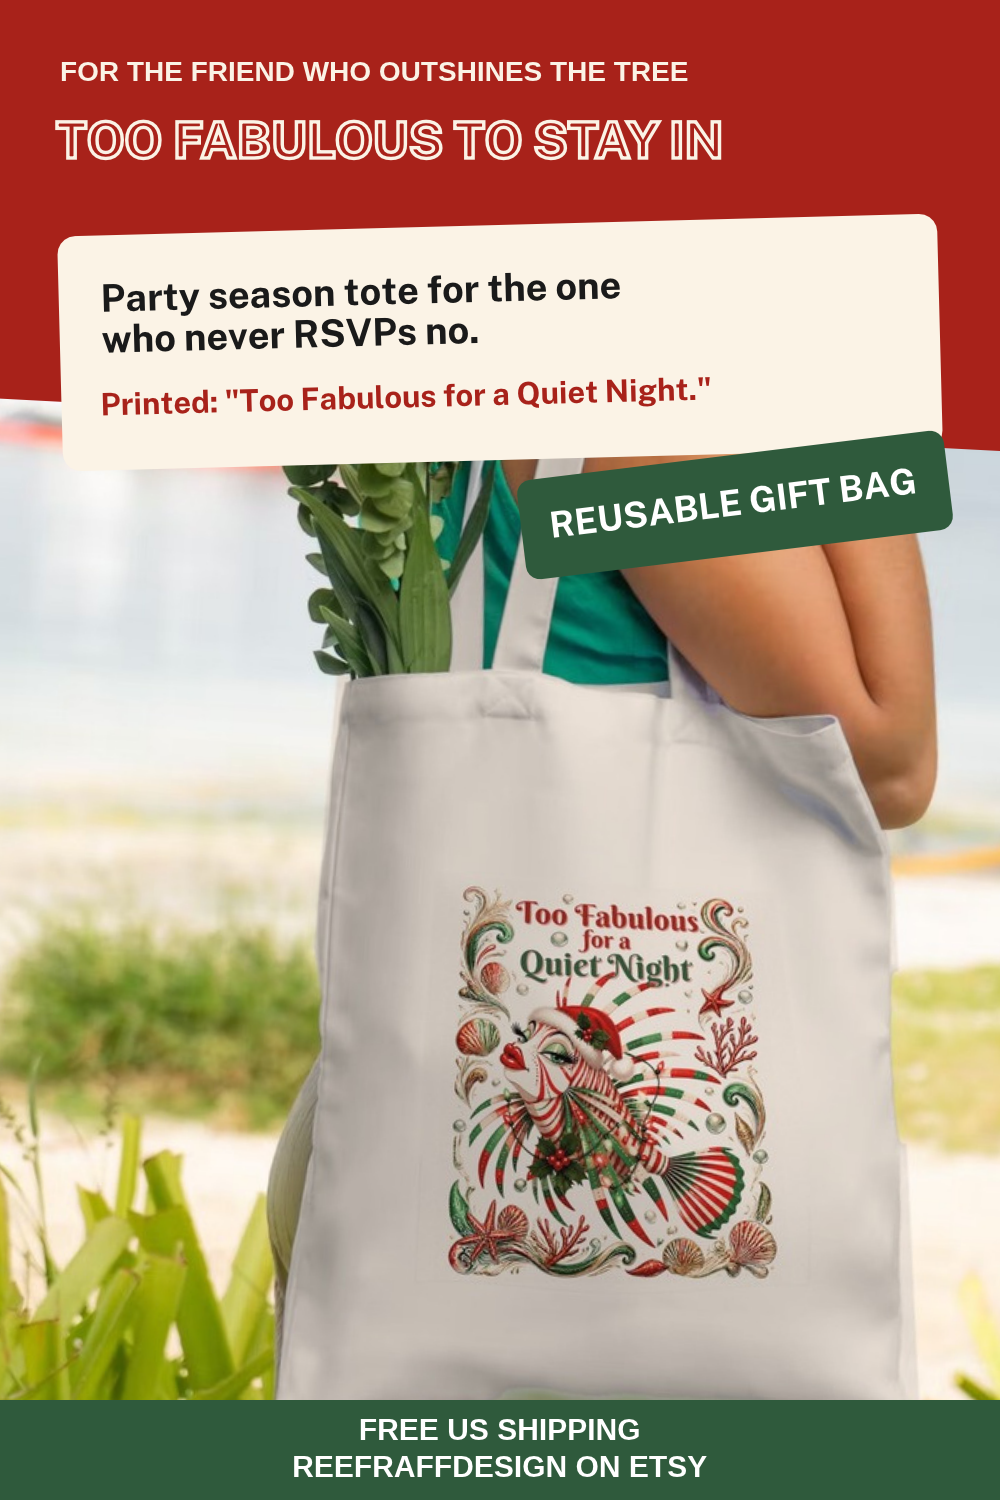 FOR THE FRIEND WHO OUTSHINES THE TREE
TOO FABULOUS TO STAY IN
Party season tote for the one
who never RSVPs no.
Printed: "Too Fabulous for a Quiet Night."
REUSABLE GIFT BAG
Too Fabulous
for a
Quiet Night
FREE US SHIPPING
REEFRAFFDESIGN ON ETSY